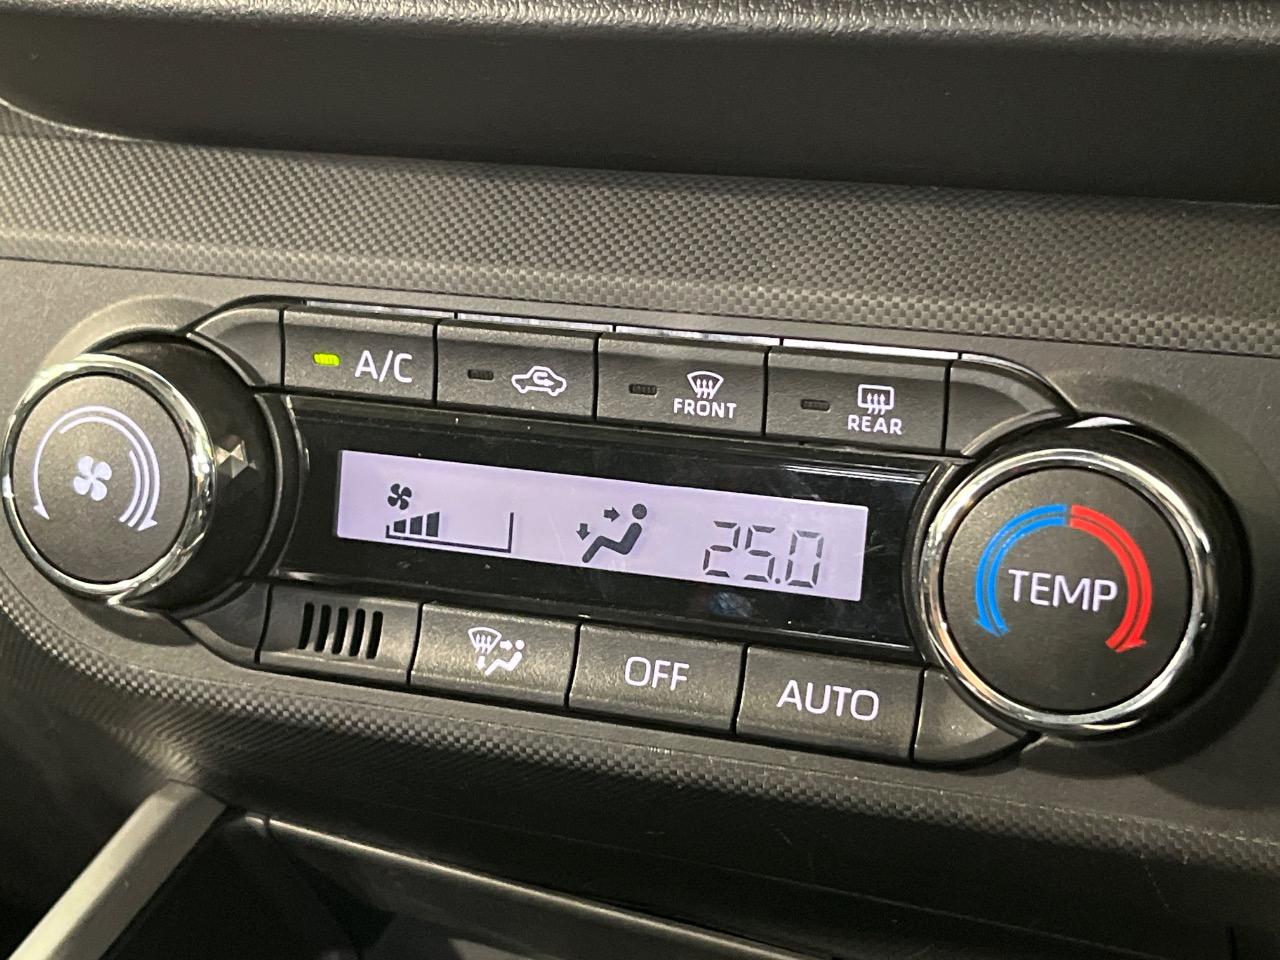 A/C
FRONT
REAR
25.0
TEMP
OFF
AUTO